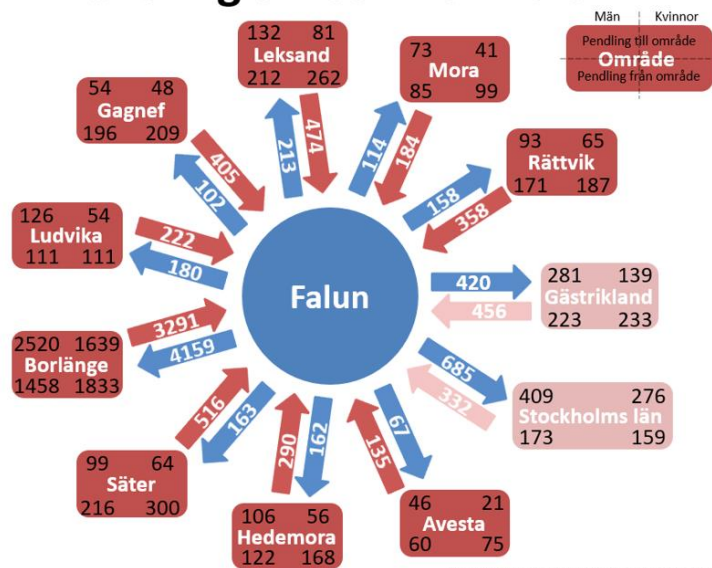 Män Kvinnor
Pendling till område
Område
Pendling från område
132 81
Leksand
212 262
73 41
Mora
85 99
54 48
Gagnef
196 209
93 65
Rättvik
171 187
126 54
Ludvika
111 111
281 139
Gästrikland
223 233
2520 1639
Borlänge
1458 1833
409 276
Stockholms län
173 159
99 64
Säter
216 300
106 56
Hedemora
122 168
46 21
Avesta
60 75
Falun
213
474
114
184
158
358
420
456
685
332
67
135
162
290
163
516
4159
3291
180
222
102
405